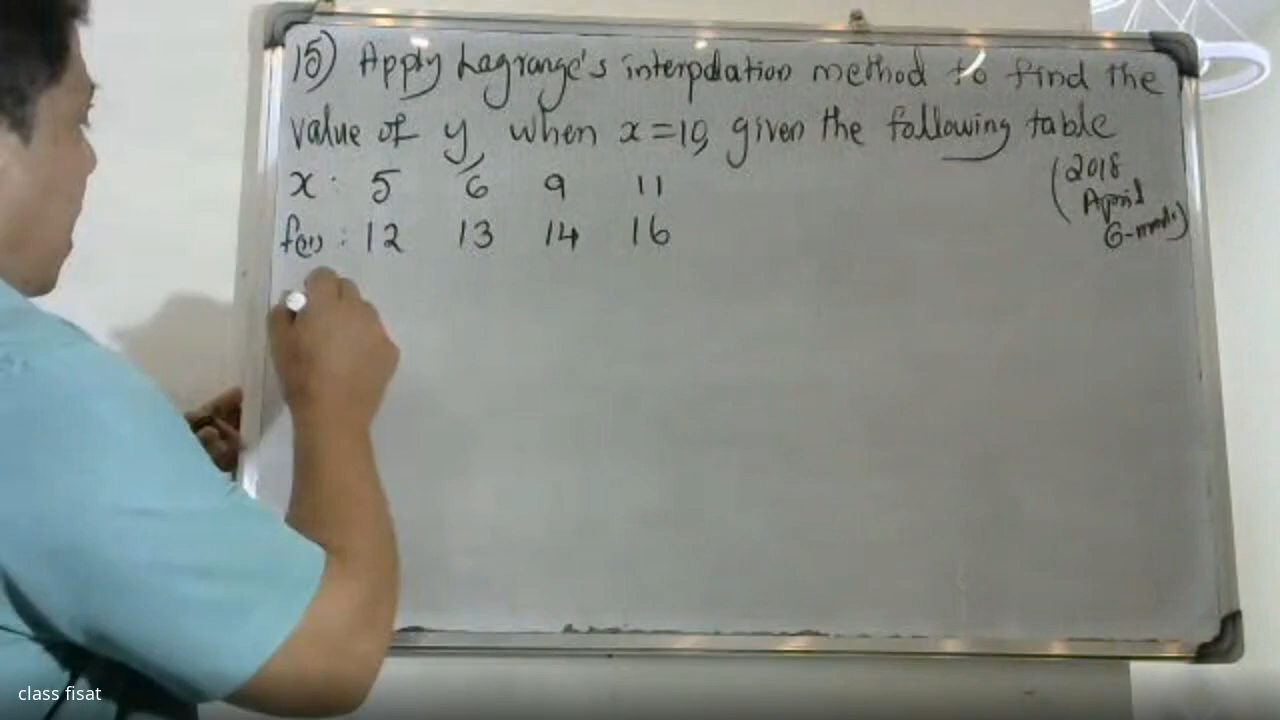 15) Apply Lagrange's interpolation method to find the
value of y, when x=10, given the following table
(2018
April
6-marks)
x : 5 6 9 11
f(x) : 12 13 14 16
class fisat